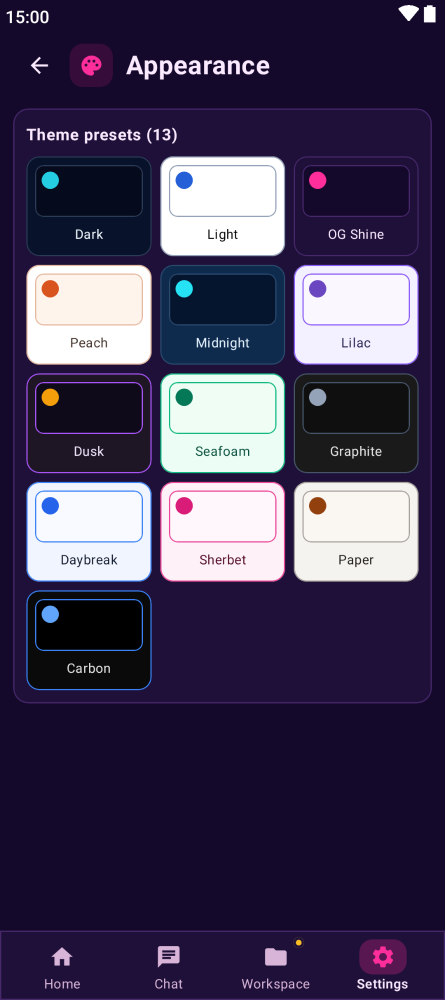 15:00
Appearance
Theme presets (13)
Dark
Light
OG Shine
Peach
Midnight
Lilac
Dusk
Seafoam
Graphite
Daybreak
Sherbet
Paper
Carbon
Home
Chat
Workspace
Settings